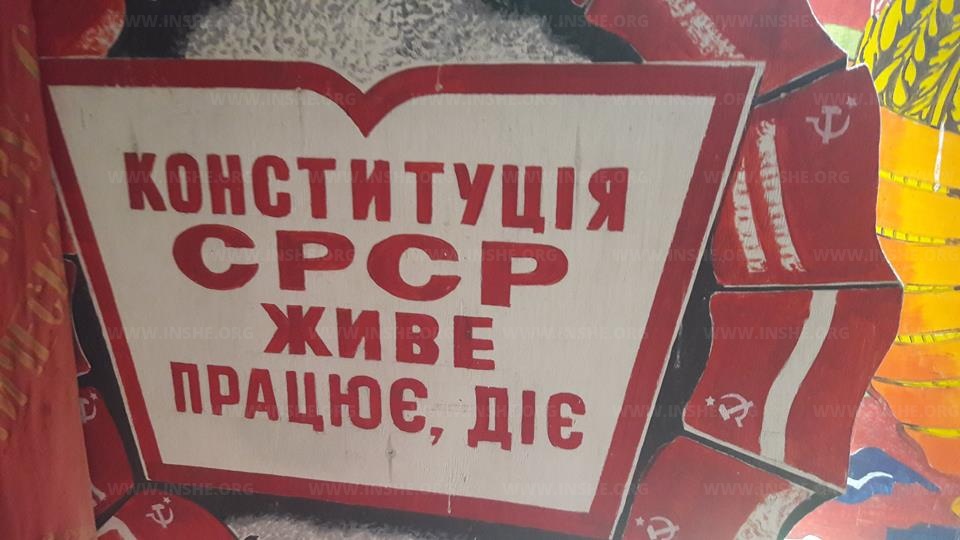 КОНСТИТУЦІЯ
СРСР
ЖИВЕ
ПРАЦЮЄ, ДІЄ
WWW.INSHE.ORG